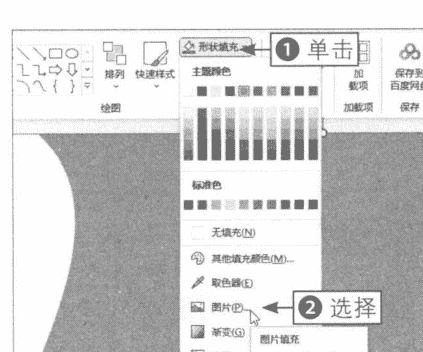 形状填充
❶ 单击
排列
快速样式
加
载项
保存到
百度网盘
绘图
加载项
保存
主题颜色
标准色
无填充(N)
其他填充颜色(M)...
取色器(E)
图片(P)
❷ 选择
渐变(G)
图片填充